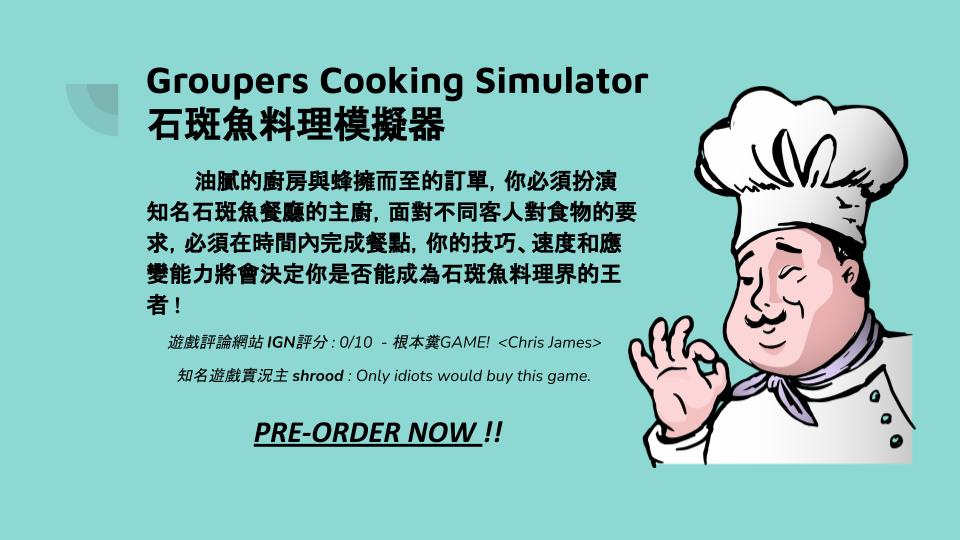 Groupers Cooking Simulator
石斑魚料理模擬器
油膩的廚房與蜂擁而至的訂單, 你必須扮演
知名石斑魚餐廳的主廚, 面對不同客人對食物的要
求, 必須在時間內完成餐點, 你的技巧、速度和應
變能力將會決定你是否能成為石斑魚料理界的王
者 !
遊戲評論網站 IGN評分 : 0/10 - 根本糞GAME! <Chris James>
知名遊戲實況主 shrood : Only idiots would buy this game.
PRE-ORDER NOW !!